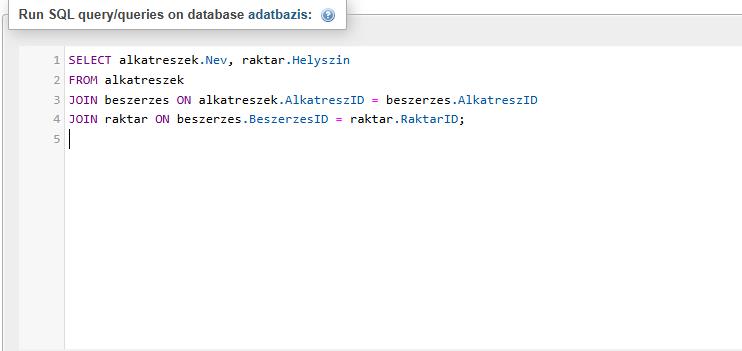 Run SQL query/queries on database adatbazis:
1 SELECT alkatreszek.Nev, raktar.Helyszin
2 FROM alkatreszek
3 JOIN beszerzes ON alkatreszek.AlkatreszID = beszerzes.AlkatreszID
4 JOIN raktar ON beszerzes.BeszerzesID = raktar.RaktarID;
5